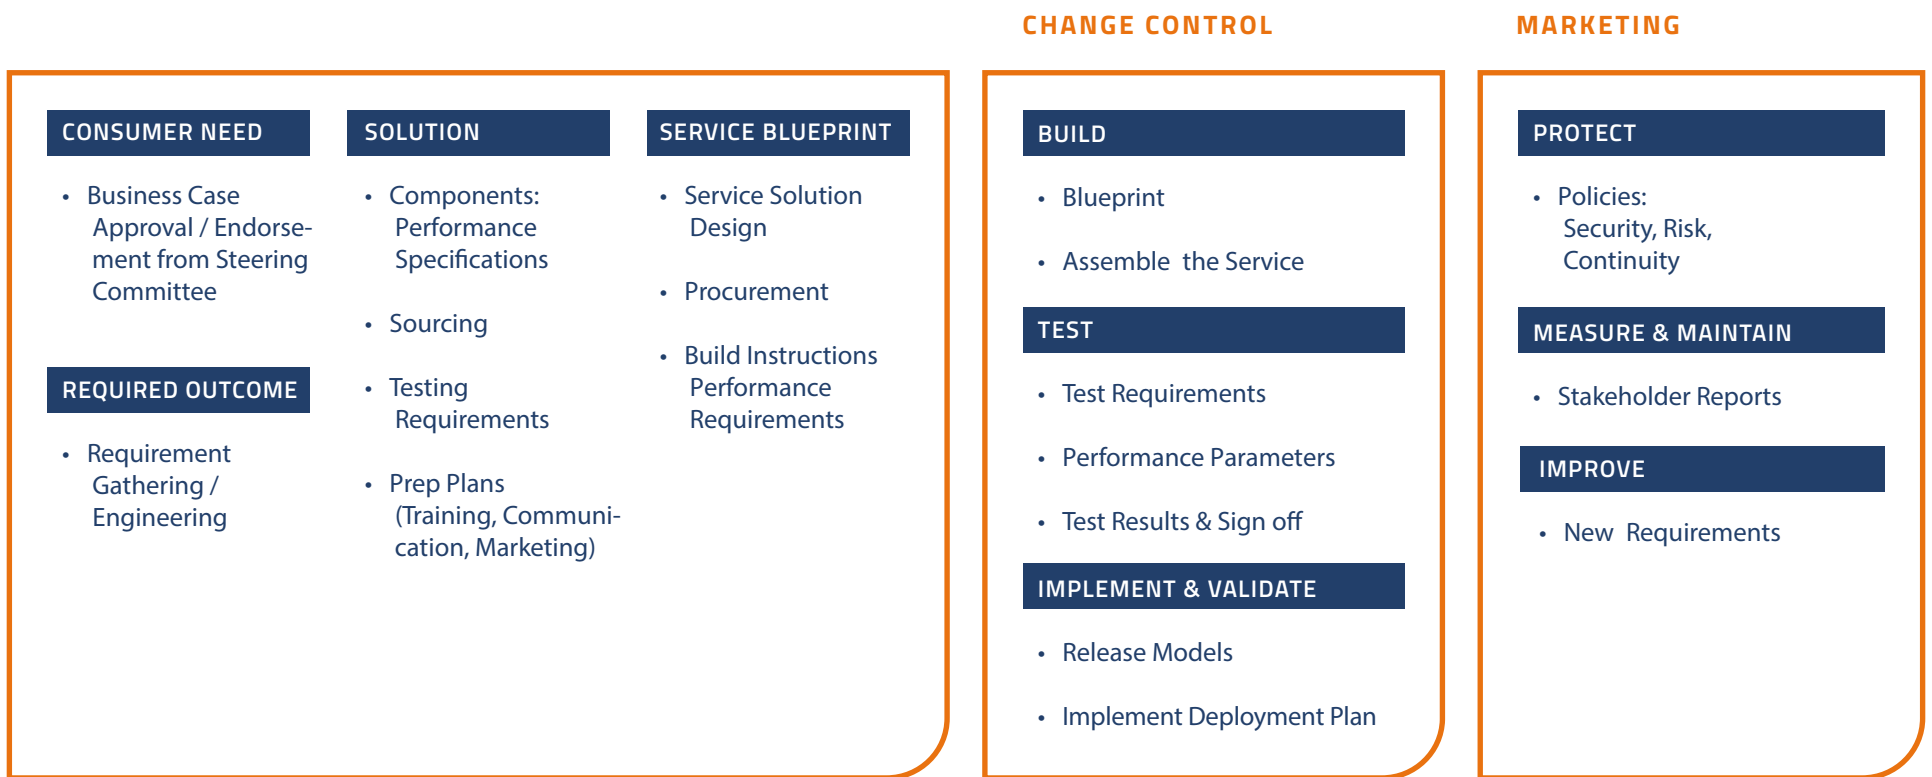 CHANGE CONTROL
MARKETING
CONSUMER NEED
• Business Case
Approval / Endorse-
ment from Steering
Committee
REQUIRED OUTCOME
• Requirement
Gathering /
Engineering
SOLUTION
• Components:
Performance
Specifications
• Sourcing
• Testing
Requirements
• Prep Plans
(Training, Communi-
cation, Marketing)
SERVICE BLUEPRINT
• Service Solution
Design
• Procurement
• Build Instructions
Performance
Requirements
BUILD
• Blueprint
• Assemble the Service
TEST
• Test Requirements
• Performance Parameters
• Test Results & Sign off
IMPLEMENT & VALIDATE
• Release Models
• Implement Deployment Plan
PROTECT
• Policies:
Security, Risk,
Continuity
MEASURE & MAINTAIN
• Stakeholder Reports
IMPROVE
• New Requirements